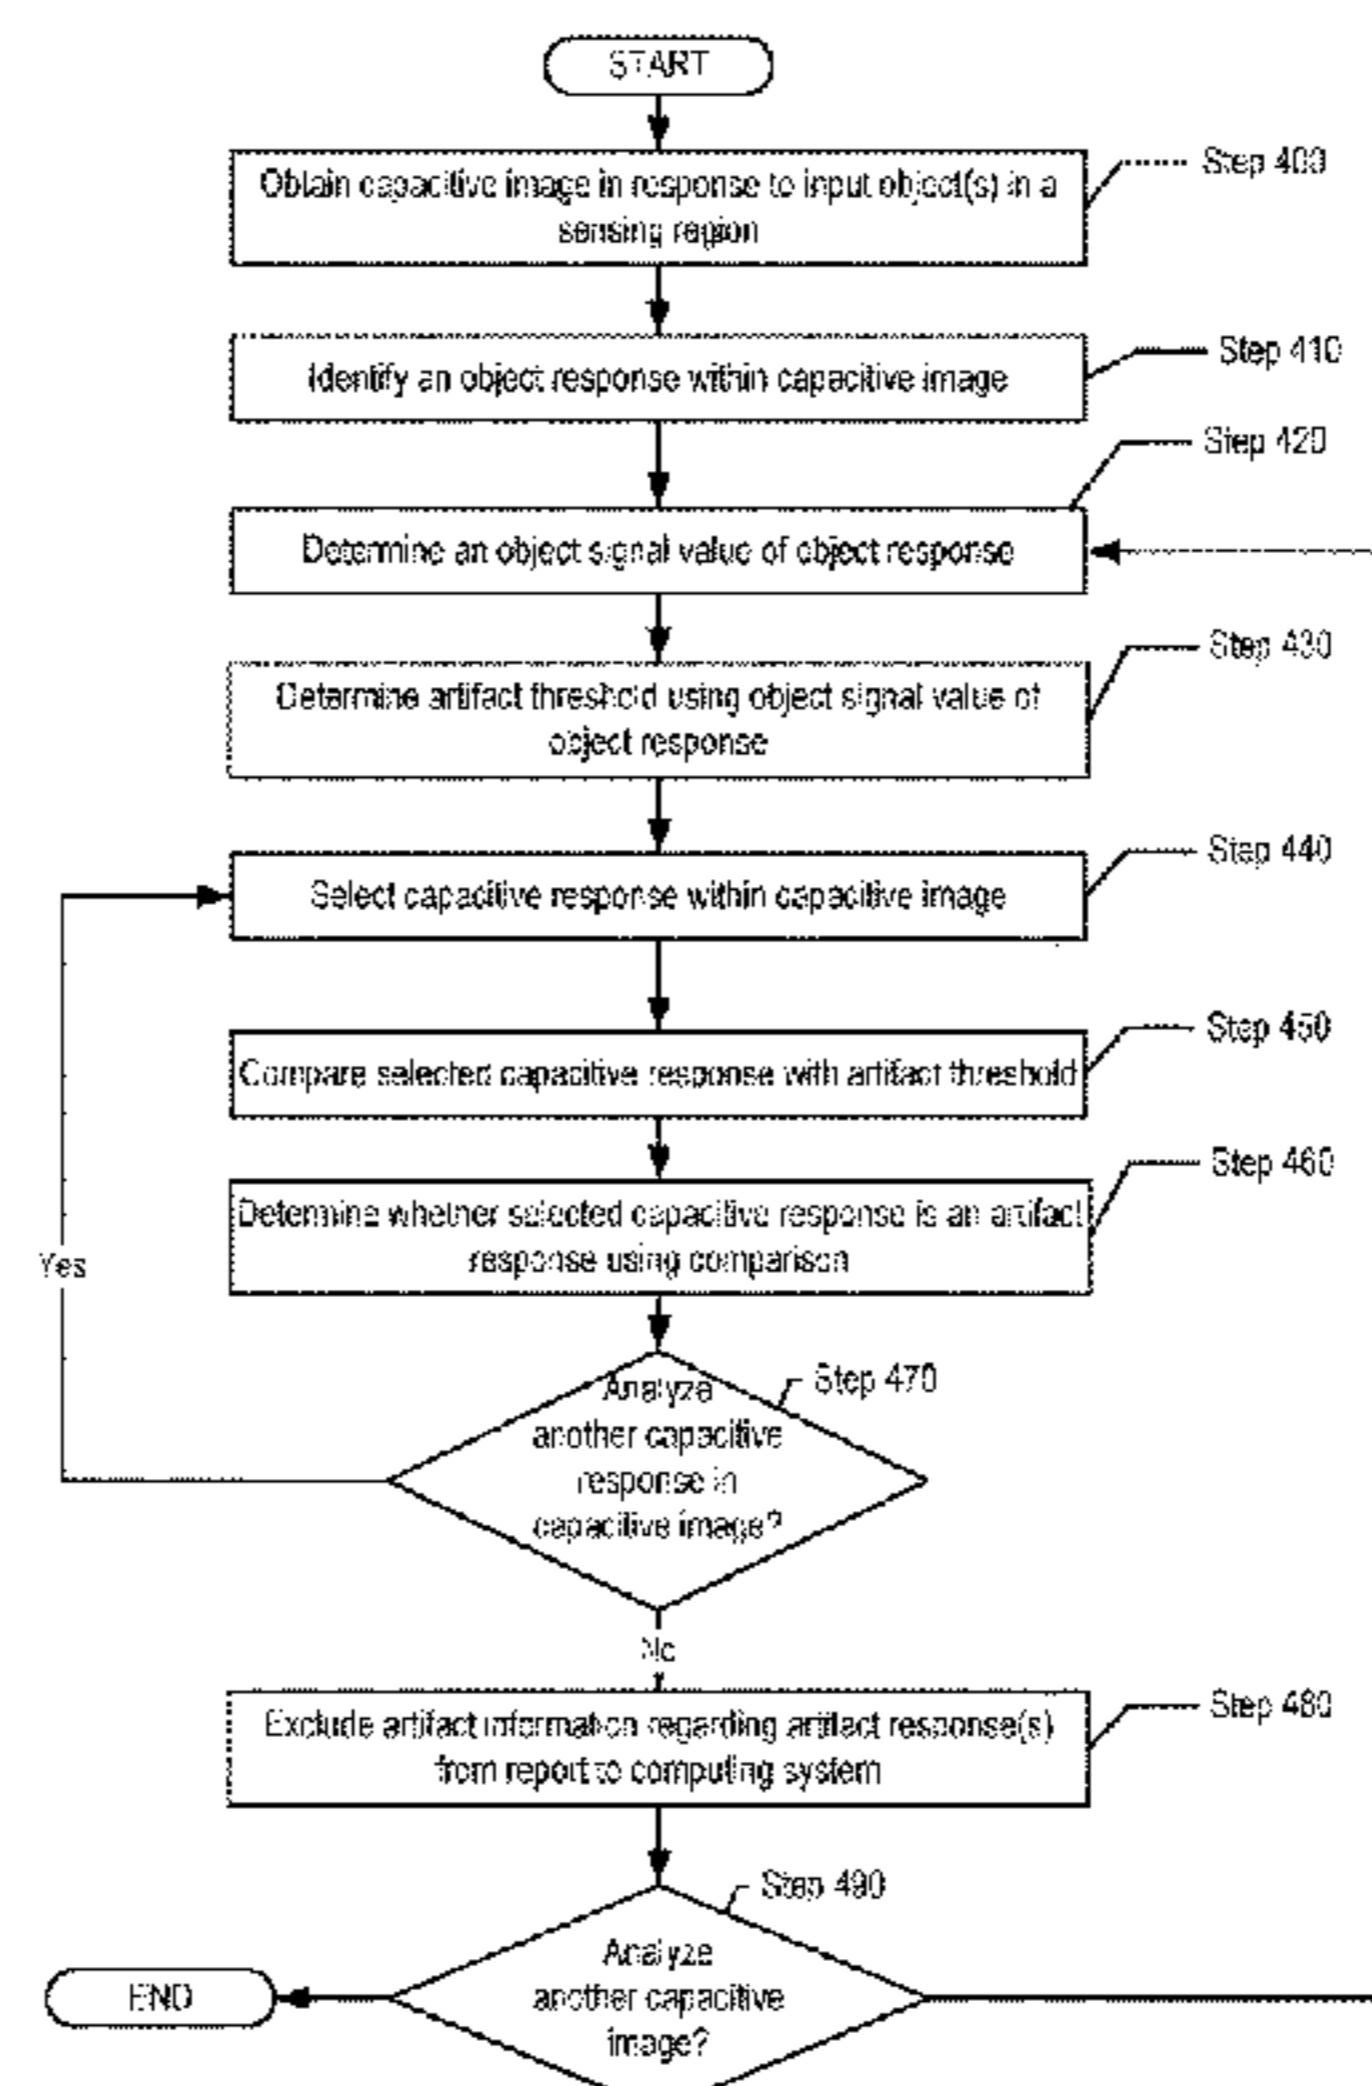 START
Obtain capacitive image in response to input object(s) in a
sensing region
Step 400
Identify an object response within capacitive image
Step 410
Step 420
Determine an object signal value of object response
Step 430
Determine artifact threshold using object signal value of
object response
Step 440
Select capacitive response within capacitive image
Step 450
Compare selected capacitive response with artifact threshold
Step 460
Determine whether selected capacitive response is an artifact
response using comparison
Yes
Step 470
Analyze
another capacitive
response in
capacitive image?
No
Step 480
Exclude artifact information regarding artifact response(s)
from report to computing system
Step 490
Analyze
another capacitive
image?
END